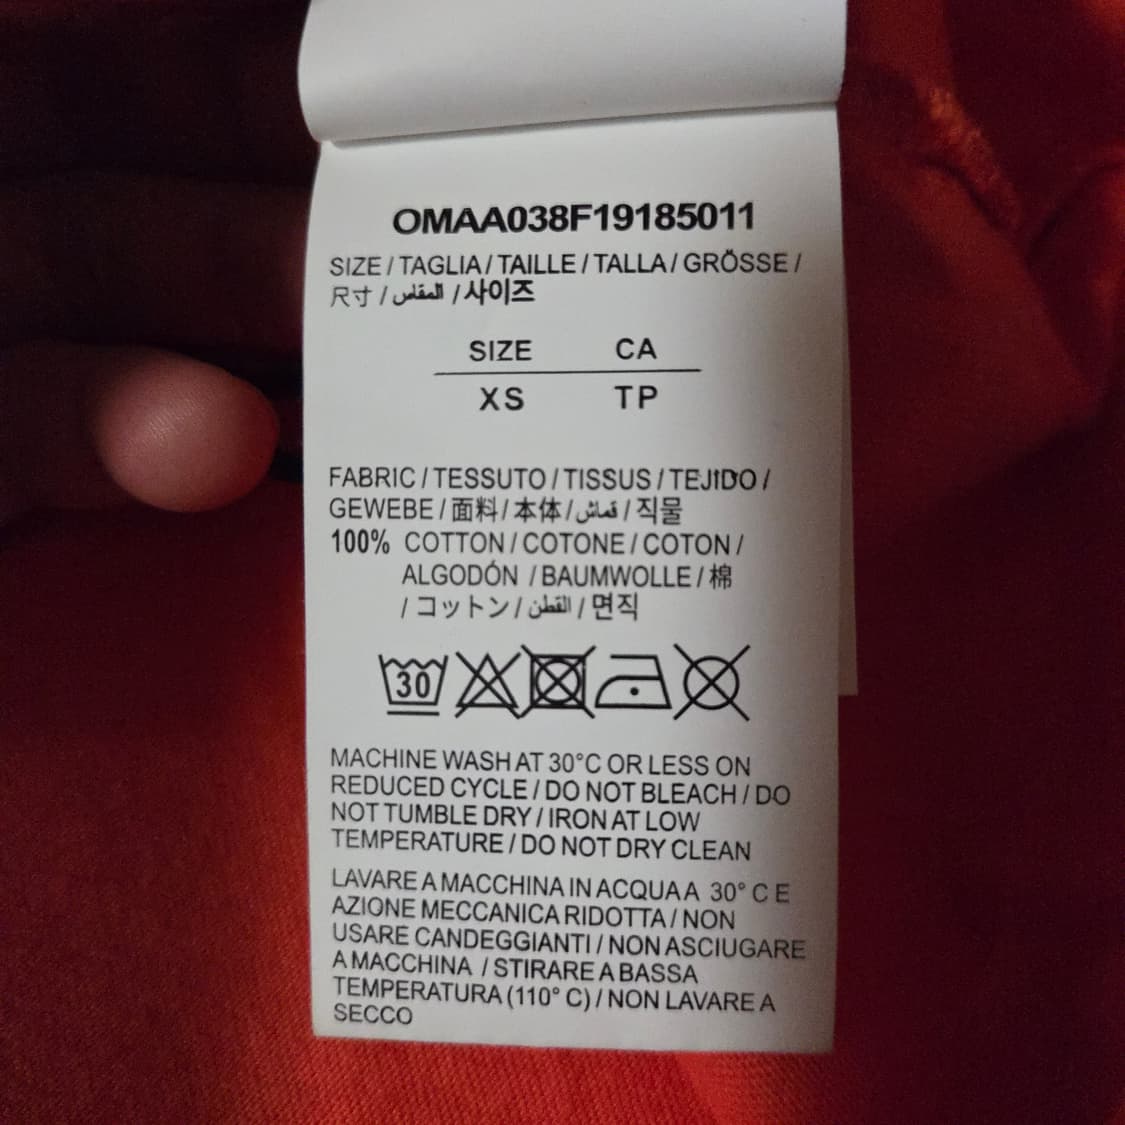 OMAA038F19185011
SIZE / TAGLIA / TAILLE / TALLA / GRÖSSE /
尺寸 / المقاس / 사이즈
SIZE CA
XS TP
FABRIC / TESSUTO / TISSUS / TEJIDO /
GEWEBE / 面料 / 本体 / قماش / 직물
100% COTTON / COTONE / COTON /
ALGODÓN / BAUMWOLLE / 棉
/ コットン / القطن / 면직
30
MACHINE WASH AT 30°C OR LESS ON
REDUCED CYCLE / DO NOT BLEACH / DO
NOT TUMBLE DRY / IRON AT LOW
TEMPERATURE / DO NOT DRY CLEAN
LAVARE A MACCHINA IN ACQUA A 30° C E
AZIONE MECCANICA RIDOTTA / NON
USARE CANDEGGIANTI / NON ASCIUGARE
A MACCHINA / STIRARE A BASSA
TEMPERATURA (110° C) / NON LAVARE A
SECCO